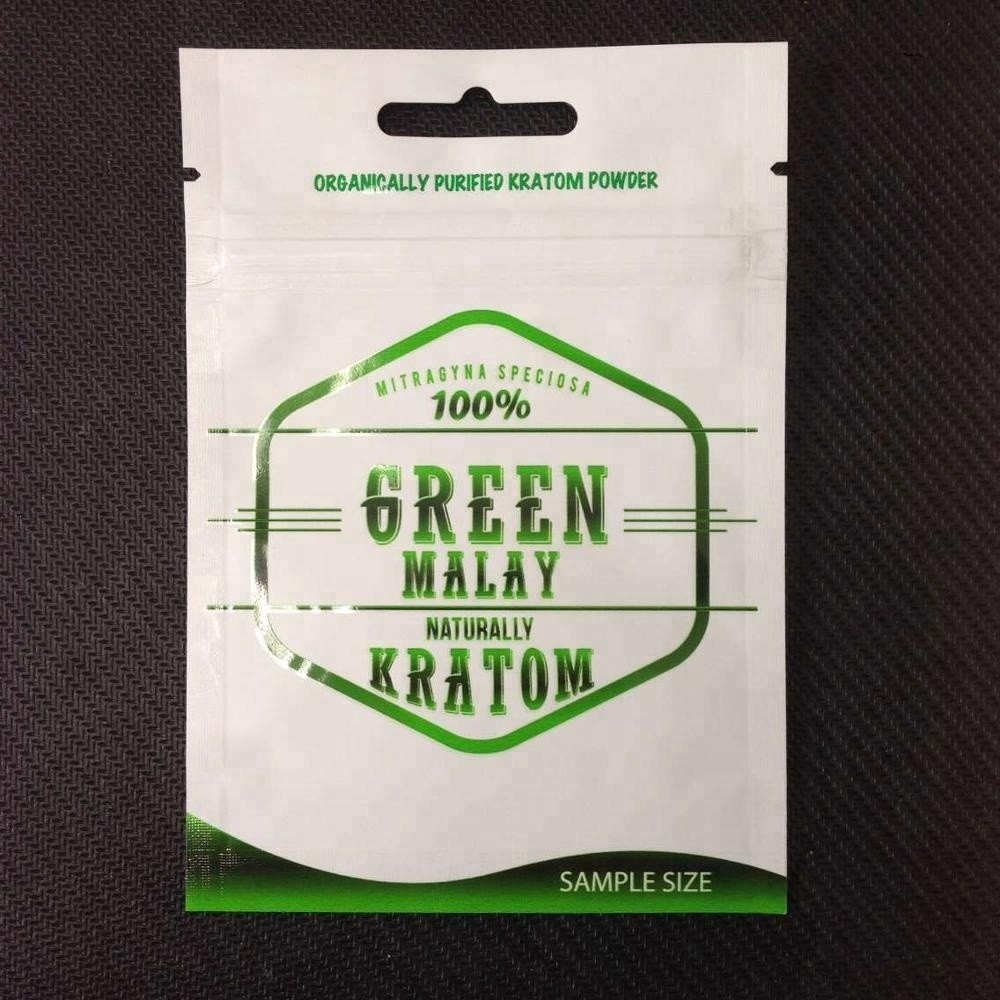 ORGANICALLY PURIFIED KRATOM POWDER
MITRAGYNA SPECIOSA
100%
GREEN
MALAY
NATURALLY
KRATOM
SAMPLE SIZE